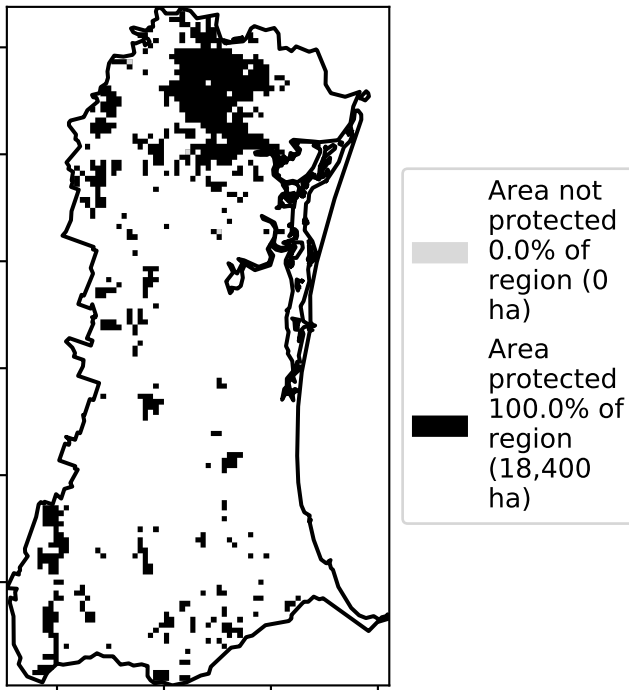 Area not
protected
0.0% of
region (0
ha)
Area
protected
100.0% of
region
(18,400
ha)